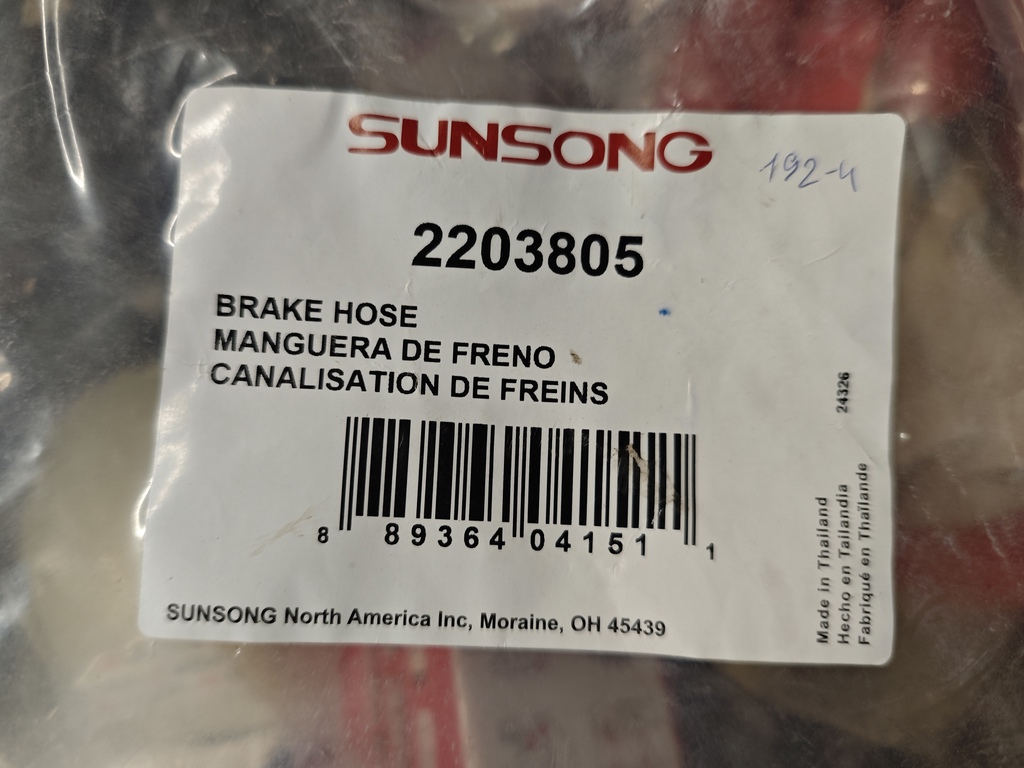 SUNSONG
192-4
2203805
BRAKE HOSE
MANGUERA DE FRENO
CANALISATION DE FREINS
8 89364 04151 1
SUNSONG North America Inc, Moraine, OH 45439
24326
Made in Thailand
Hecho en Tailandia
Fabriqué en Thaïlande